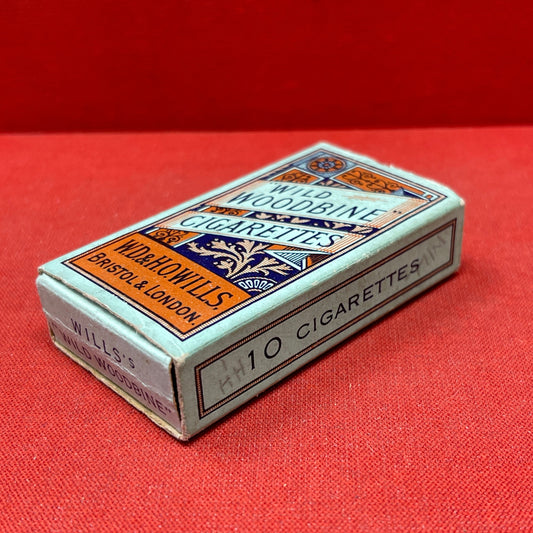 "WILD
WOODBINE"
CIGARETTES
W.D.& H.O.WILLS.
BRISTOL & LONDON.
10 CIGARETTES
WILLS's
"WILD WOODBINE"